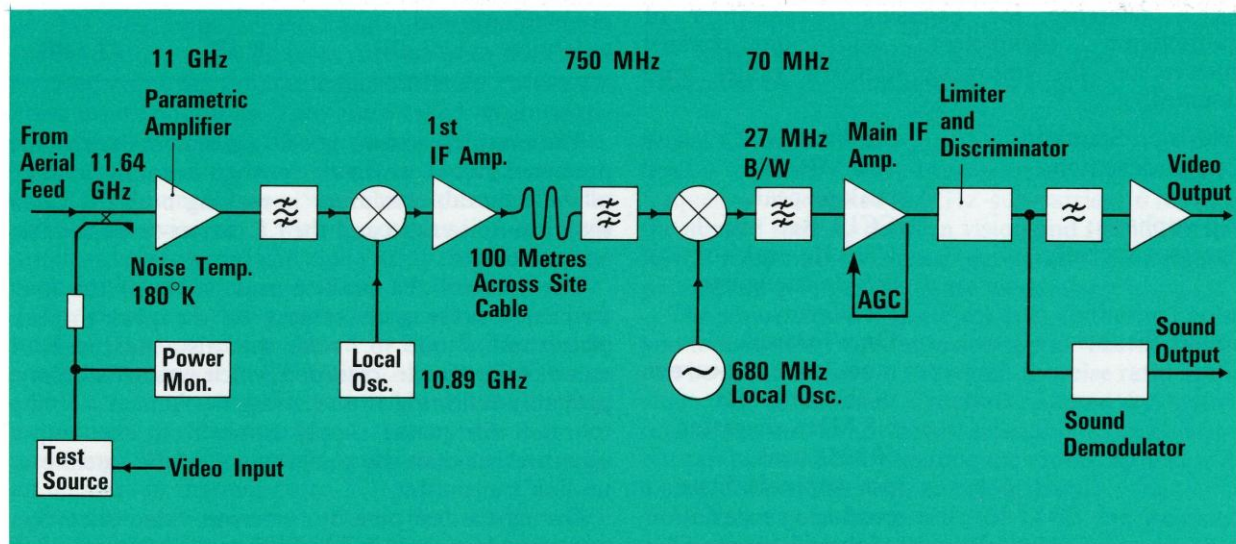 11 GHz
750 MHz
70 MHz
Parametric
Amplifier
From
Aerial
Feed
11.64
GHz
1st
IF Amp.
27 MHz
B/W
Main IF
Amp.
Limiter
and
Discriminator
Video
Output
Noise Temp.
180°K
100 Metres
Across Site
Cable
AGC
Power
Mon.
Local
Osc.
10.89 GHz
680 MHz
Local Osc.
Sound
Output
Sound
Demodulator
Test
Source
Video Input